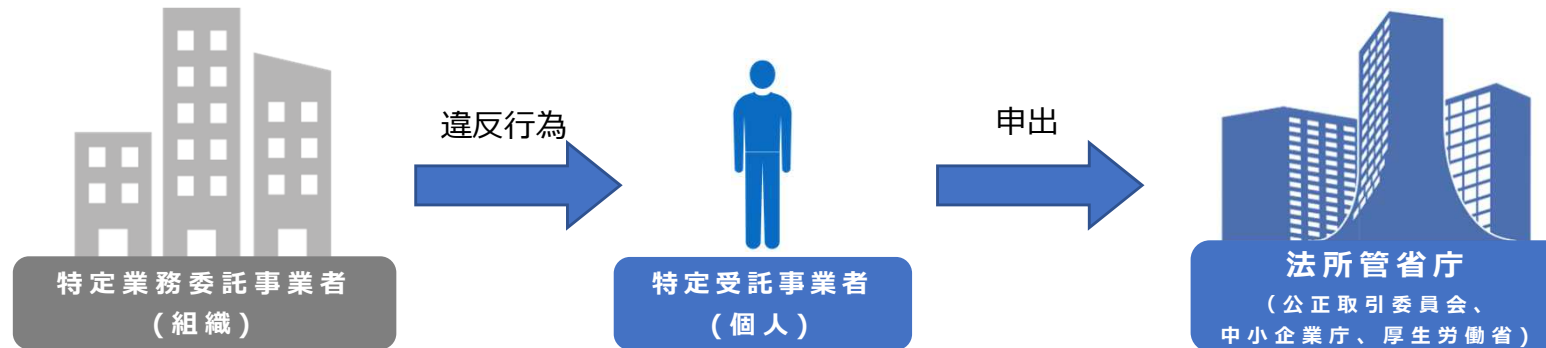 違反行為
申出
特定業務委託事業者
(組織)
特定受託事業者
(個人)
法所管省庁
(公正取引委員会、
中小企業庁、厚生労働省)